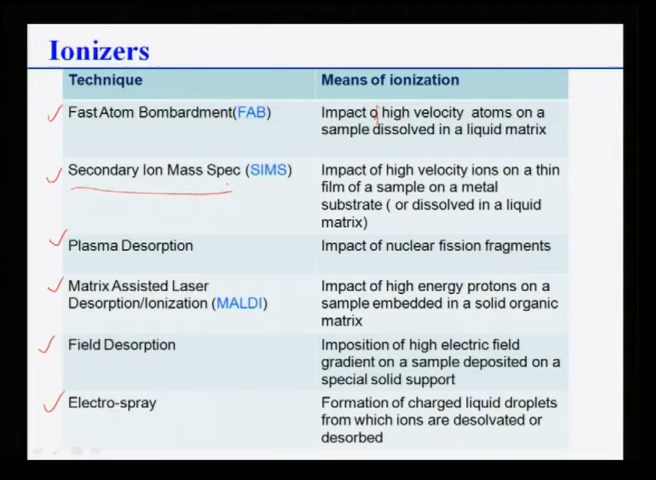 Ionizers
Technique
Means of ionization
Fast Atom Bombardment(FAB)
Impact of high velocity atoms on a
sample dissolved in a liquid matrix
Secondary Ion Mass Spec (SIMS)
Impact of high velocity ions on a thin
film of a sample on a metal
substrate ( or dissolved in a liquid
matrix)
Plasma Desorption
Impact of nuclear fission fragments
Matrix Assisted Laser
Desorption/Ionization (MALDI)
Impact of high energy protons on a
sample embedded in a solid organic
matrix
Field Desorption
Imposition of high electric field
gradient on a sample deposited on a
special solid support
Electro-spray
Formation of charged liquid droplets
from which ions are desolvated or
desorbed